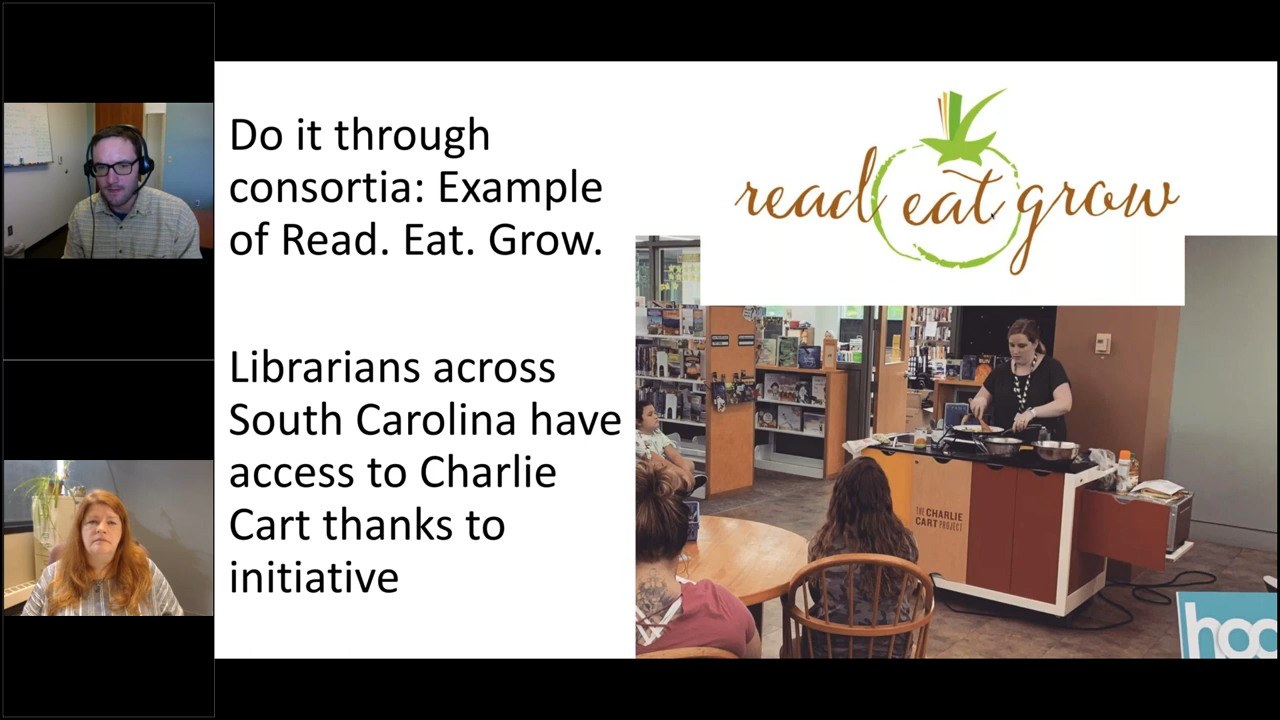 Do it through
consortia: Example
of Read. Eat. Grow.
Librarians across
South Carolina have
access to Charlie
Cart thanks to
initiative
read eat grow
THE CHARLIE
CART PROJECT
hoo